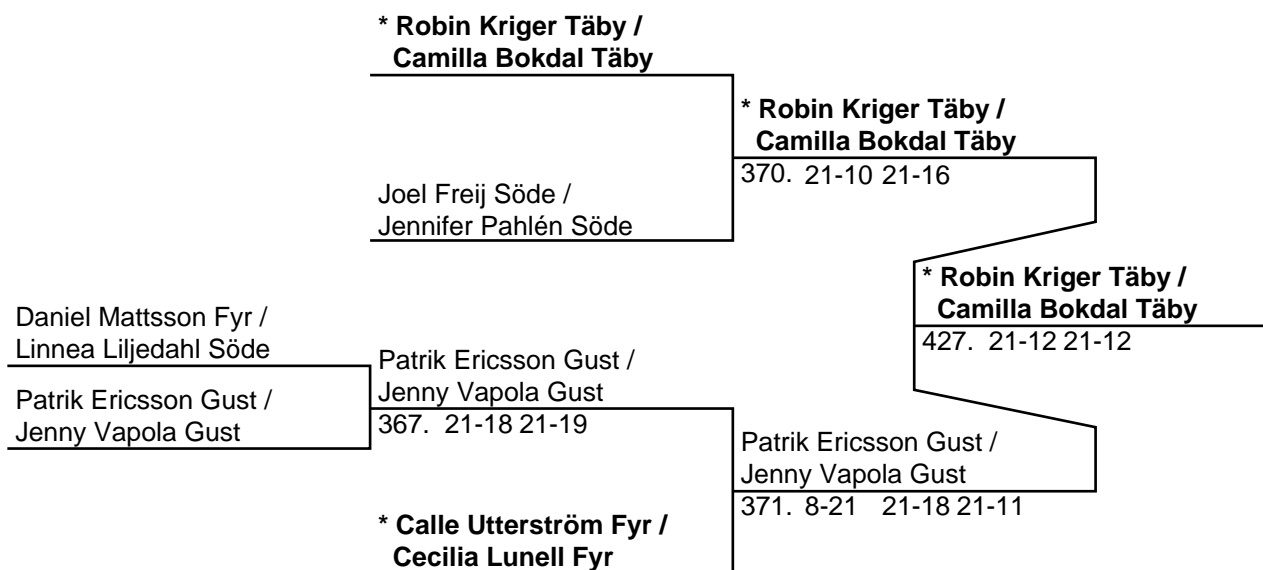 * Robin Kriger Täby /
Camilla Bokdal Täby
* Robin Kriger Täby /
Camilla Bokdal Täby
370. 21-10 21-16
Joel Freij Söde /
Jennifer Pahlén Söde
* Robin Kriger Täby /
Camilla Bokdal Täby
427. 21-12 21-12
Daniel Mattsson Fyr /
Linnea Liljedahl Söde
Patrik Ericsson Gust /
Jenny Vapola Gust
367. 21-18 21-19
Patrik Ericsson Gust /
Jenny Vapola Gust
Patrik Ericsson Gust /
Jenny Vapola Gust
371. 8-21 21-18 21-11
* Calle Utterström Fyr /
Cecilia Lunell Fyr